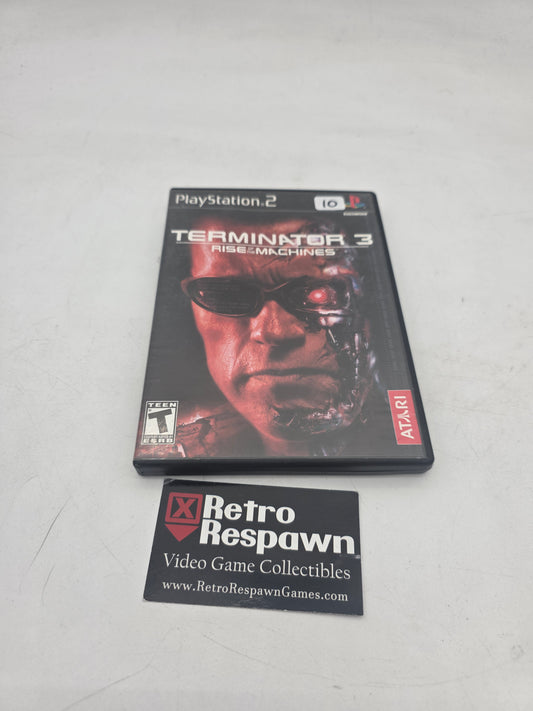 PlayStation 2
10
TERMINATOR 3
RISE OF THE MACHINES
TEEN
T
ESRB
ATARI
Retro
Respawn
Video Game Collectibles
www.RetroRespawnGames.com